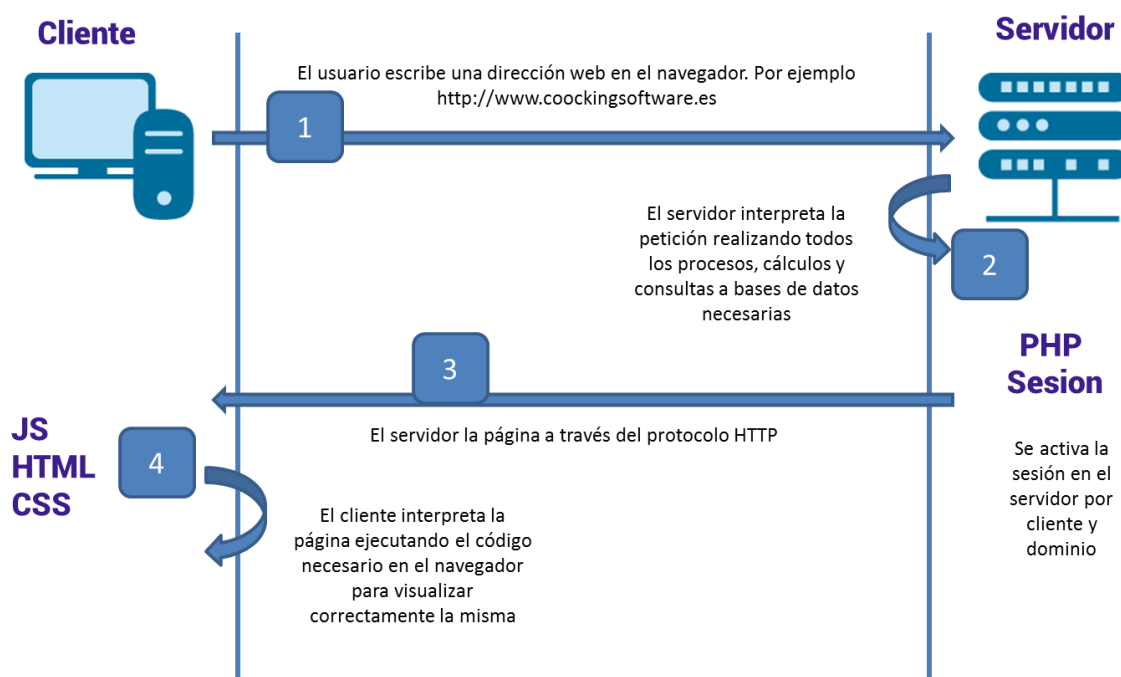 Cliente
Servidor
El usuario escribe una dirección web en el navegador. Por ejemplo
http://www.coockingsoftware.es
1
El servidor interpreta la
petición realizando todos
los procesos, cálculos y
consultas a bases de datos
necesarias
2
PHP
Sesion
3
El servidor la página a través del protocolo HTTP
JS
HTML
CSS
4
Se activa la
sesión en el
servidor por
cliente y
dominio
El cliente interpreta la
página ejecutando el código
necesario en el navegador
para visualizar
correctamente la misma